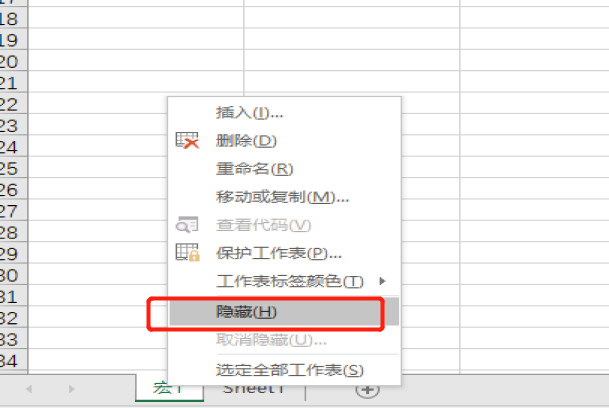 18
19
20
21
22
23
24
25
26
27
28
29
30
31
32
33
34
插入(I)...
删除(D)
重命名(R)
移动或复制(M)...
查看代码(V)
保护工作表(P)...
工作表标签颜色(T)
隐藏(H)
取消隐藏(U)...
选定全部工作表(S)
宏1 Sheet1